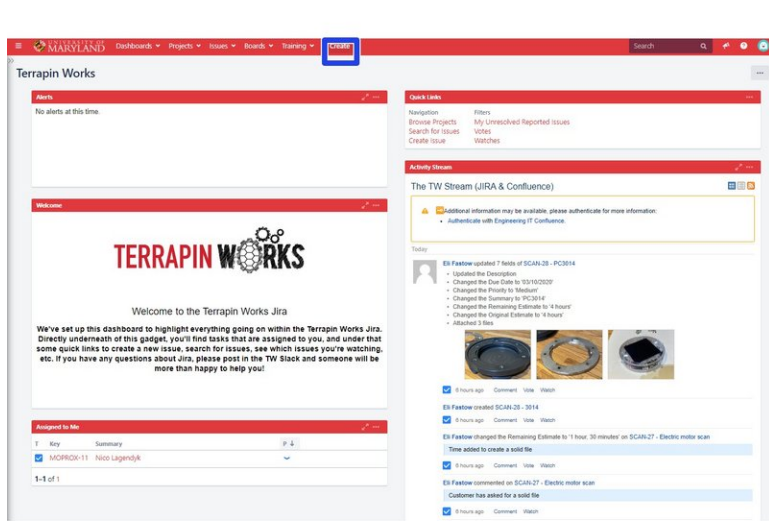 UNIVERSITY OF
MARYLAND
Dashboards Projects Issues Boards Training Create
Search
Terrapin Works
Alerts
No alerts at this time.
Welcome
TERRAPIN WORKS
Welcome to the Terrapin Works Jira
We've set up this dashboard to highlight everything going on within the Terrapin Works Jira.
Directly underneath of this gadget, you'll find tasks that are assigned to you, and under that
some quick links to create a new issue, search for issues, see which issues you're watching,
etc. If you have any questions about Jira, please post in the TW Slack and someone will be
more than happy to help you!
Assigned to Me
T Key Summary P ↓
MOPROX-11 Nico Lagendyk
1–1 of 1
Quick Links
Navigation Filters
Browse Projects My Unresolved Reported Issues
Search for Issues Votes
Create Issue Watches
Activity Stream
The TW Stream (JIRA & Confluence)
Additional information may be available, please authenticate for more information:
• Authenticate with Engineering IT Confluence.
Today
Eli Fastow updated 7 fields of SCAN-28 - PC3014
• Updated the Description
• Changed the Due Date to '03/10/2020'
• Changed the Priority to 'Medium'
• Changed the Summary to 'PC3014'
• Changed the Remaining Estimate to '4 hours'
• Changed the Original Estimate to '4 hours'
• Attached 3 files
6 hours ago Comment Vote Watch
Eli Fastow created SCAN-28 - 3014
6 hours ago Comment Vote Watch
Eli Fastow changed the Remaining Estimate to '1 hour, 30 minutes' on SCAN-27 - Electric motor scan
Time added to create a solid file
6 hours ago Comment Vote Watch
Eli Fastow commented on SCAN-27 - Electric motor scan
Customer has asked for a solid file
6 hours ago Comment Watch